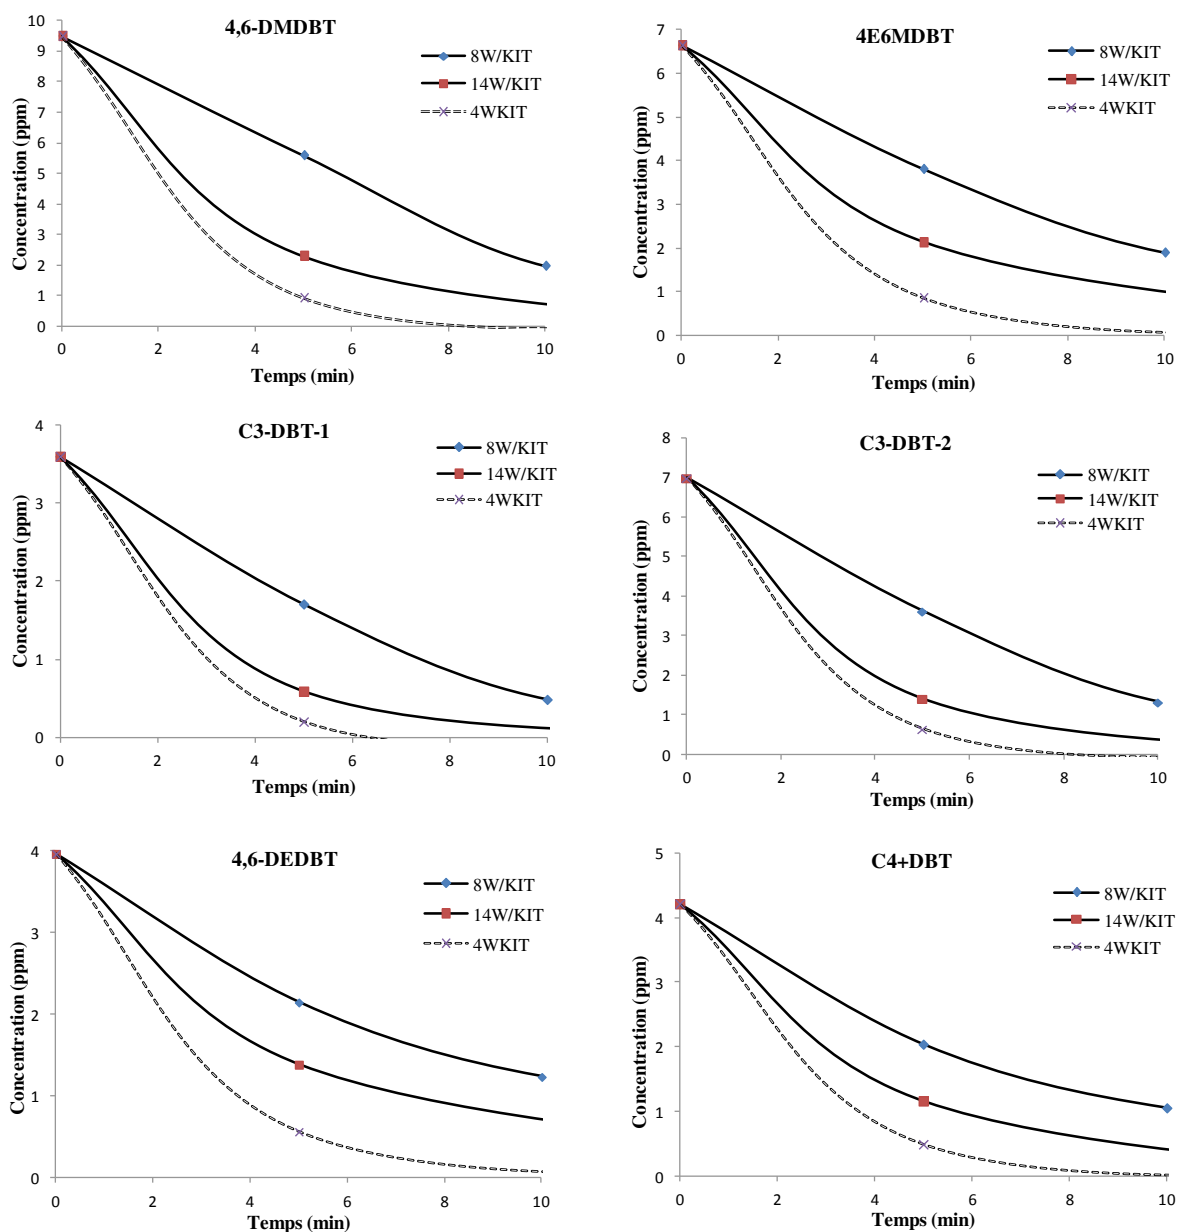 4,6-DMDBT
8W/KIT
14W/KIT
4WKIT
Concentration (ppm)
10
9
8
7
6
5
4
3
2
1
0
0 2 4 6 8 10
Temps (min)
4E6MDBT
8W/KIT
14W/KIT
4WKIT
Concentration (ppm)
7
6
5
4
3
2
1
0
0 2 4 6 8 10
Temps (min)
C3-DBT-1
8W/KIT
14W/KIT
4WKIT
Concentration (ppm)
4
3
2
1
0
0 2 4 6 8 10
Temps (min)
C3-DBT-2
8W/KIT
14W/KIT
4WKIT
Concentration (ppm)
8
7
6
5
4
3
2
1
0
0 2 4 6 8 10
Temps (min)
4,6-DEDBT
8W/KIT
14W/KIT
4WKIT
Concentration (ppm)
4
3
2
1
0
0 2 4 6 8 10
Temps (min)
C4+DBT
8W/KIT
14W/KIT
4WKIT
Concentration (ppm)
5
4
3
2
1
0
0 2 4 6 8 10
Temps (min)